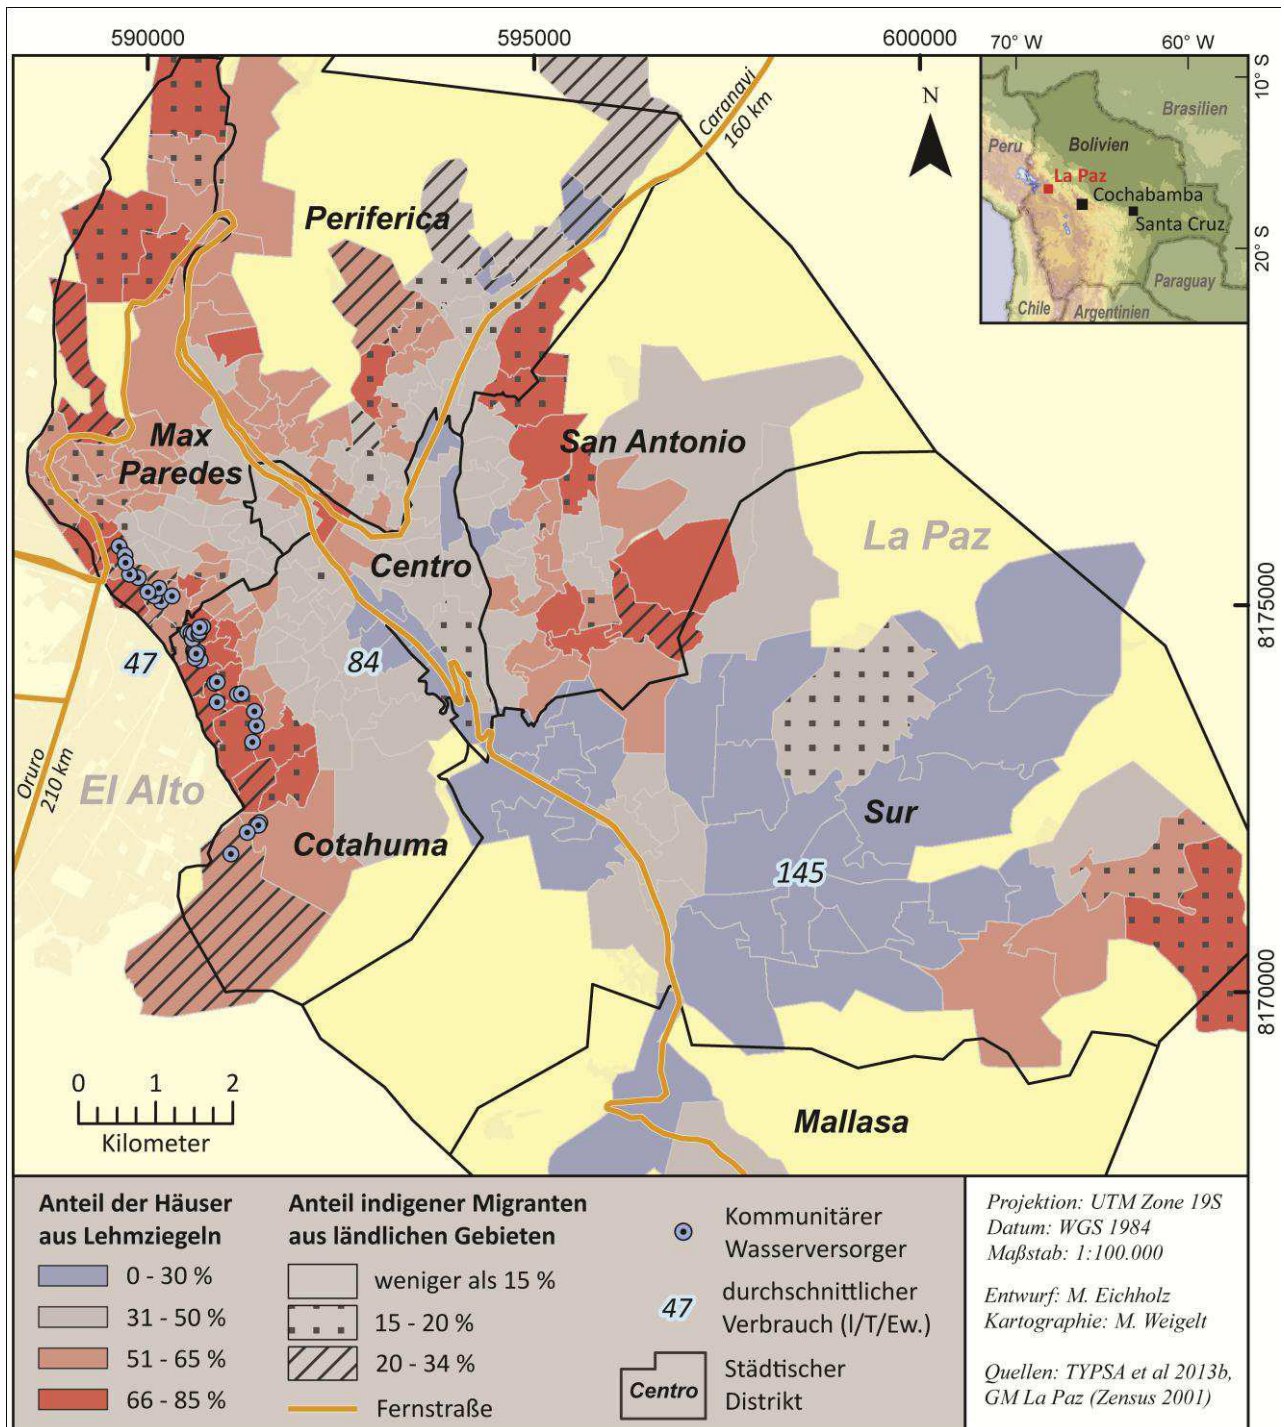 590000
595000
600000
70° W
60° W
10° S
20° S
8175000
8170000
N
Caranavi
160 km
Brasilien
Peru
Bolivien
La Paz
Cochabamba
Santa Cruz
Paraguay
Chile
Argentinien
Periferica
Max
Paredes
San Antonio
La Paz
Centro
47
84
Oruro
210 km
El Alto
Sur
Cotahuma
145
Mallasa
0 1 2
Kilometer
Anteil der Häuser
aus Lehmziegeln
0 - 30 %
31 - 50 %
51 - 65 %
66 - 85 %
Anteil indigener Migranten
aus ländlichen Gebieten
weniger als 15 %
15 - 20 %
20 - 34 %
Fernstraße
Kommunitärer
Wasserversorger
47
durchschnittlicher
Verbrauch (l/T/Ew.)
Centro
Städtischer
Distrikt
Projektion: UTM Zone 19S
Datum: WGS 1984
Maßstab: 1:100.000
Entwurf: M. Eichholz
Kartographie: M. Weigelt
Quellen: TYPSA et al 2013b,
GM La Paz (Zensus 2001)